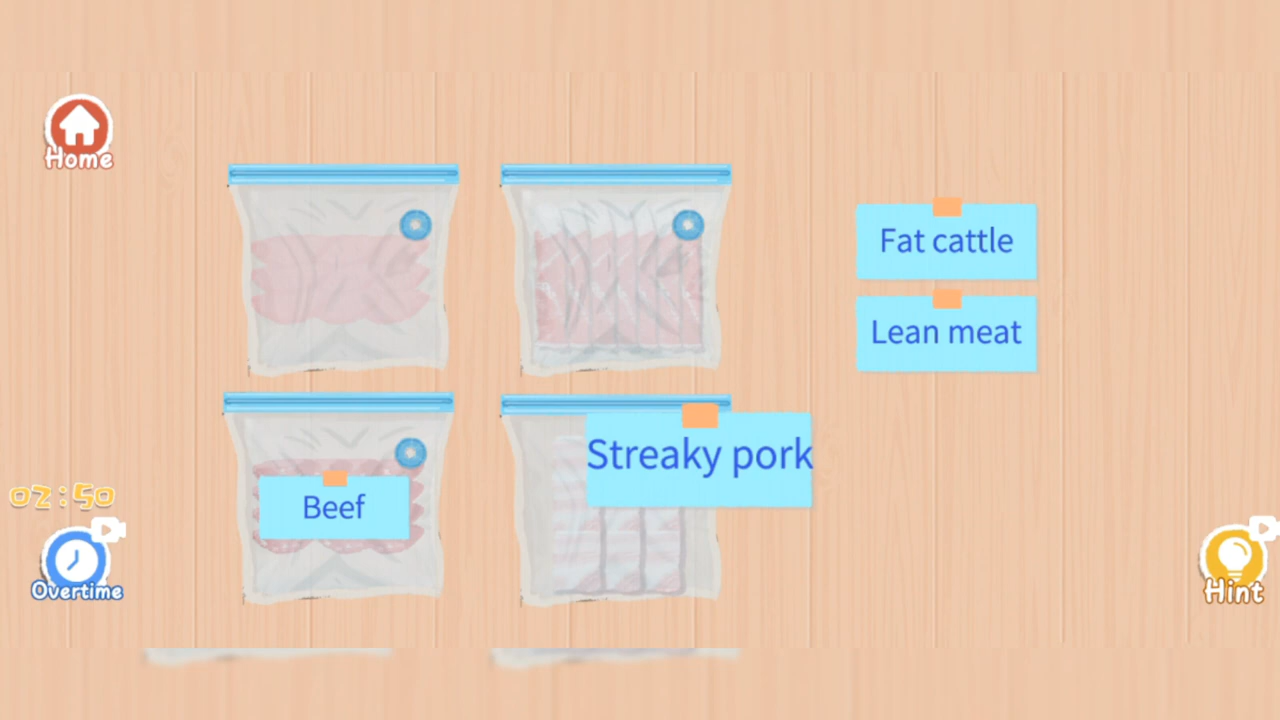 Home
Fat cattle
Lean meat
Streaky pork
Beef
02:50
Overtime
Hint